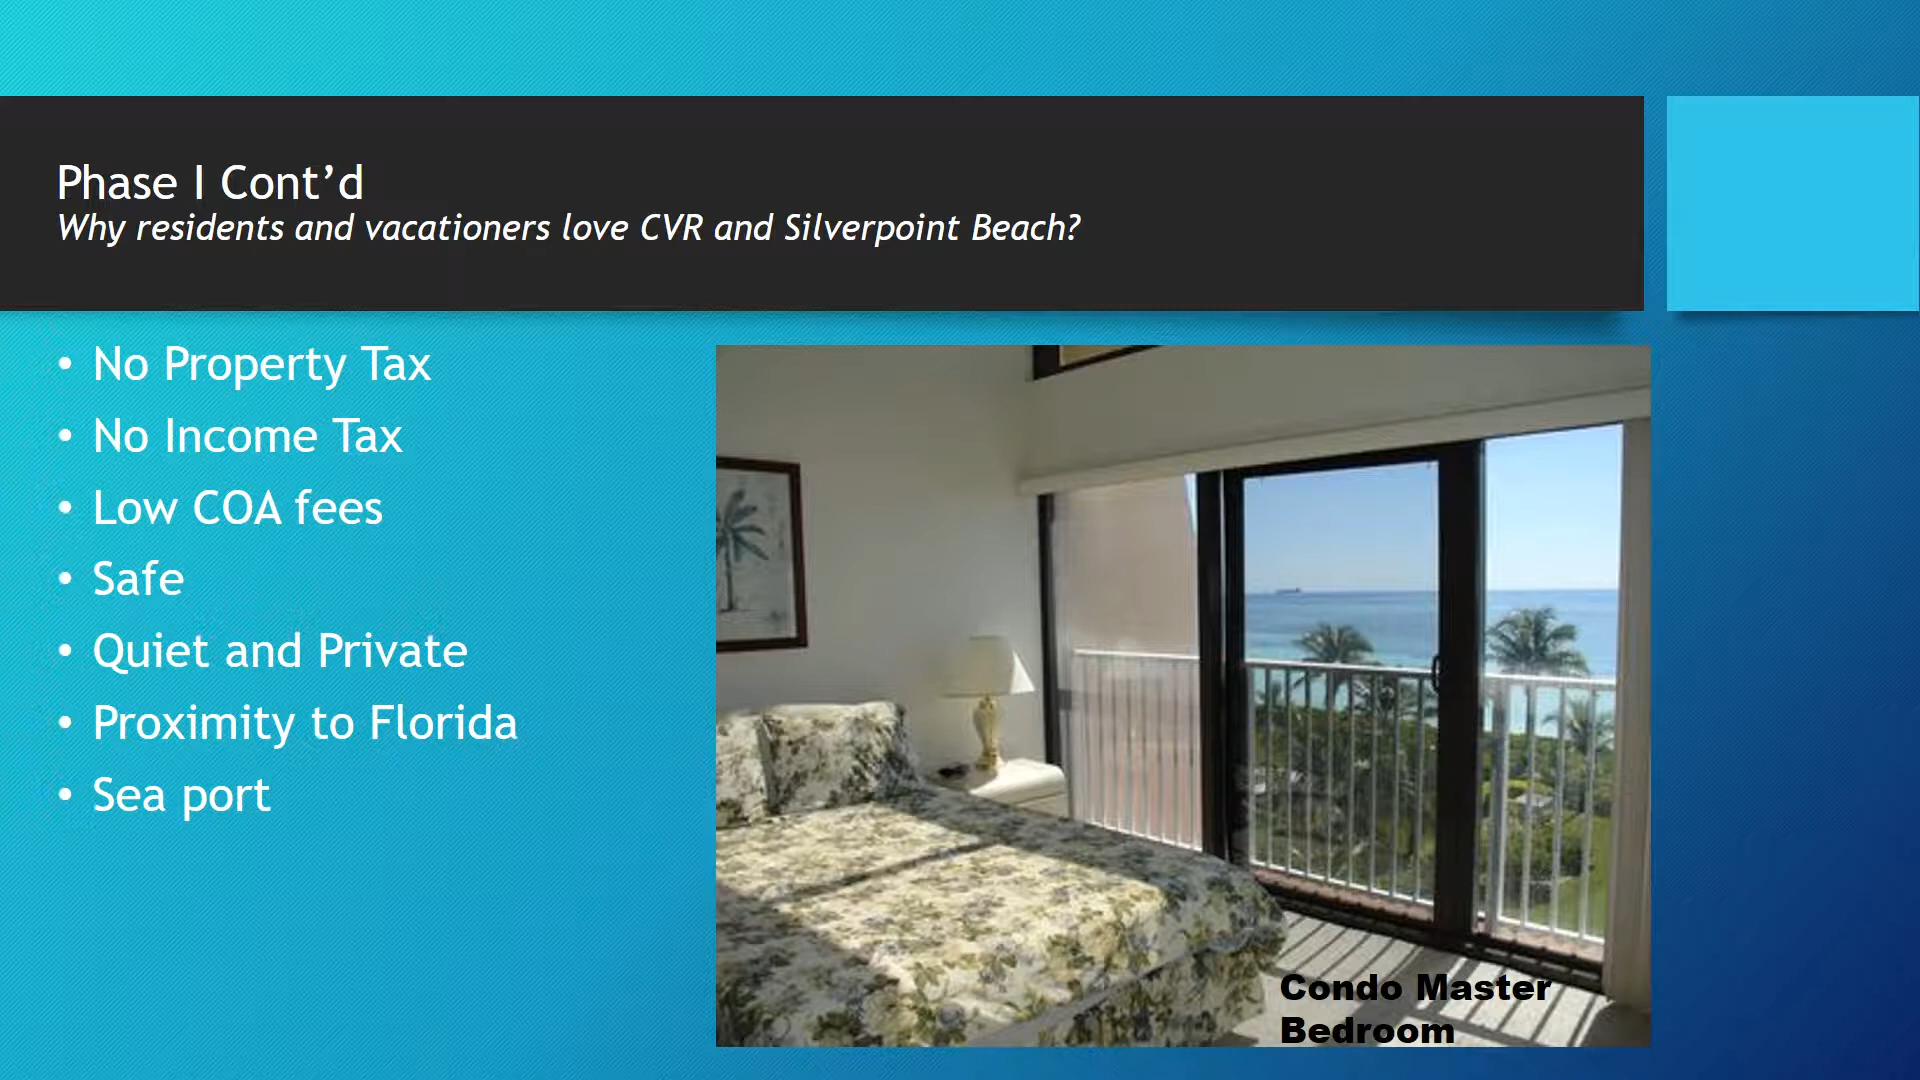 Phase I Cont’d
Why residents and vacationers love CVR and Silverpoint Beach?
• No Property Tax
• No Income Tax
• Low COA fees
• Safe
• Quiet and Private
• Proximity to Florida
• Sea port
Condo Master
Bedroom